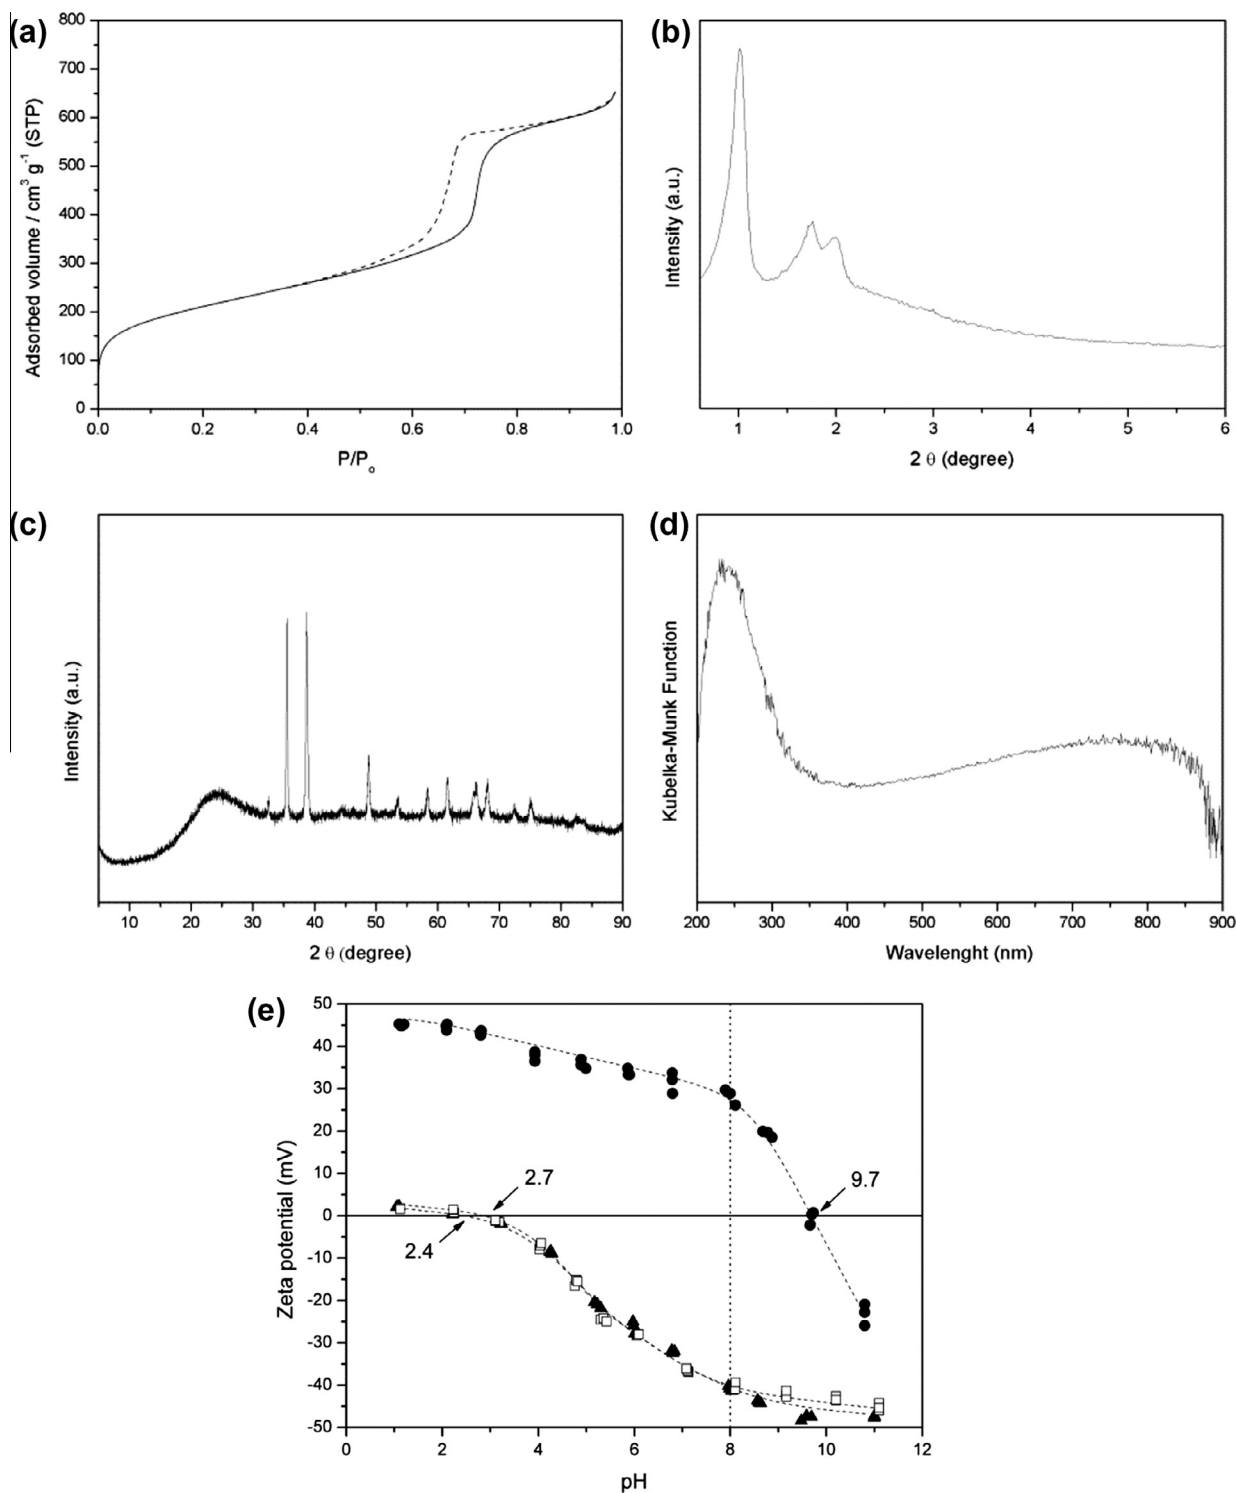 (a)
800
700
600
500
400
300
200
100
0
Adsorbed volume / cm³ g⁻¹ (STP)
0.0 0.2 0.4 0.6 0.8 1.0
P/Pₒ
(b)
Intensity (a.u.)
1 2 3 4 5 6
2 θ (degree)
(c)
Intensity (a.u.)
10 20 30 40 50 60 70 80 90
2 θ (degree)
(d)
Kubelka-Munk Function
200 300 400 500 600 700 800 900
Wavelenght (nm)
(e)
50
40
30
20
10
0
-10
-20
-30
-40
-50
Zeta potential (mV)
2.7
9.7
2.4
0 2 4 6 8 10 12
pH